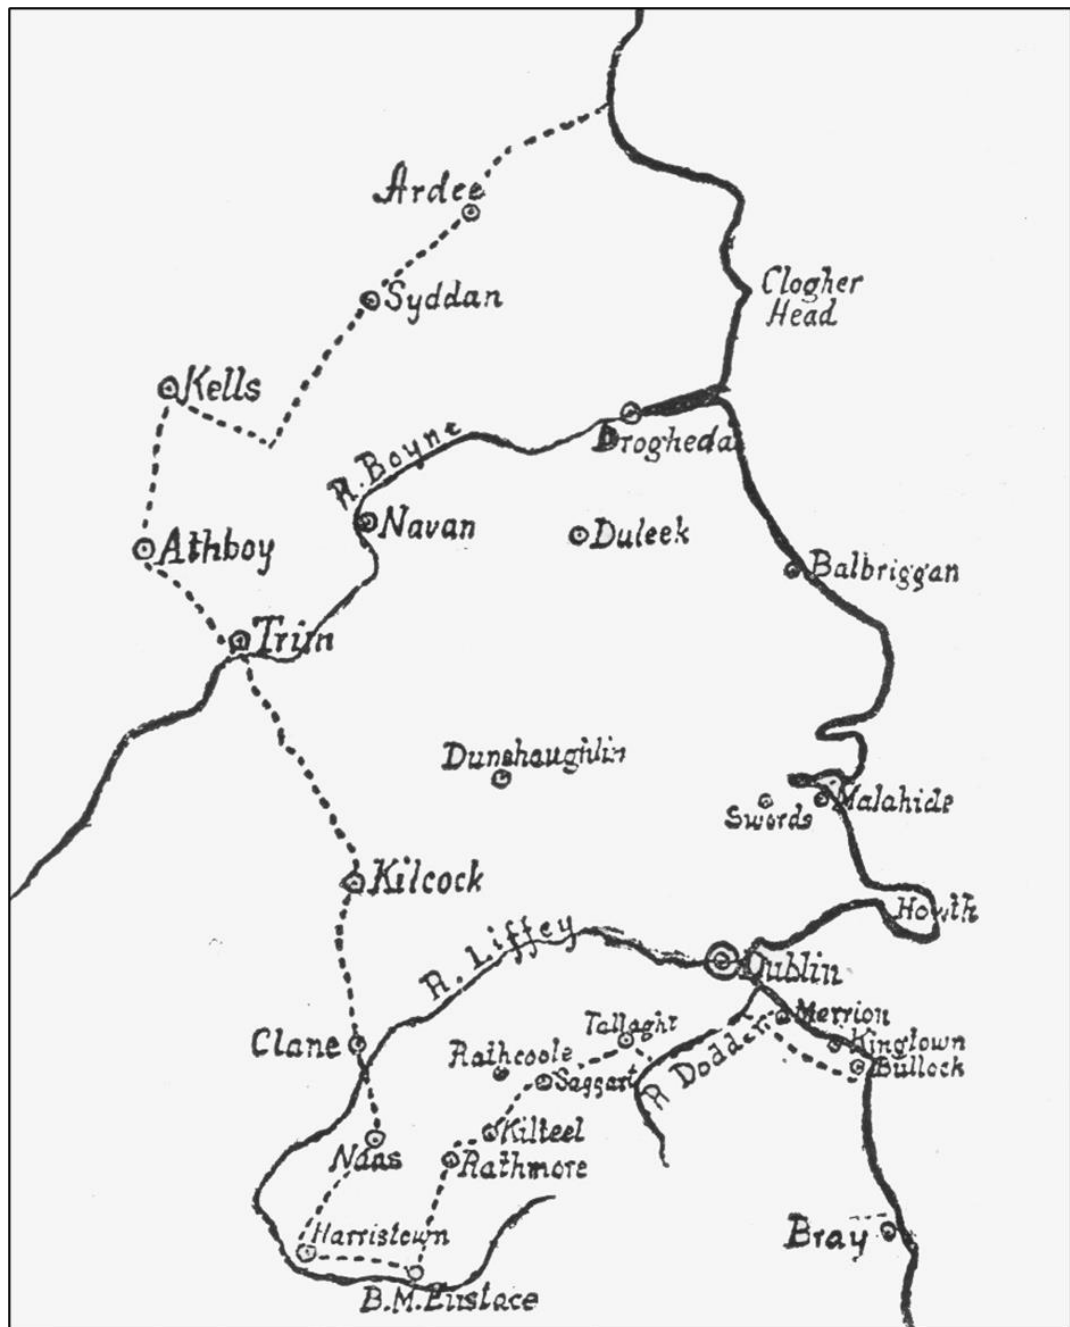 Ardee
Syddan
Clogher
Head
Kells
Drogheda
R. Boyne
Navan
Duleek
Athboy
Balbriggan
Trim
Dunshaughlin
Malahide
Swords
Kilcock
Howth
R. Liffey
Dublin
Merrion
Tallaght
Clane
Kingtown
Rathcoole
Bullock
Saggart
R Dodder
Kilteel
Naas
Rathmore
Harristown
Bray
B.M.Eustace